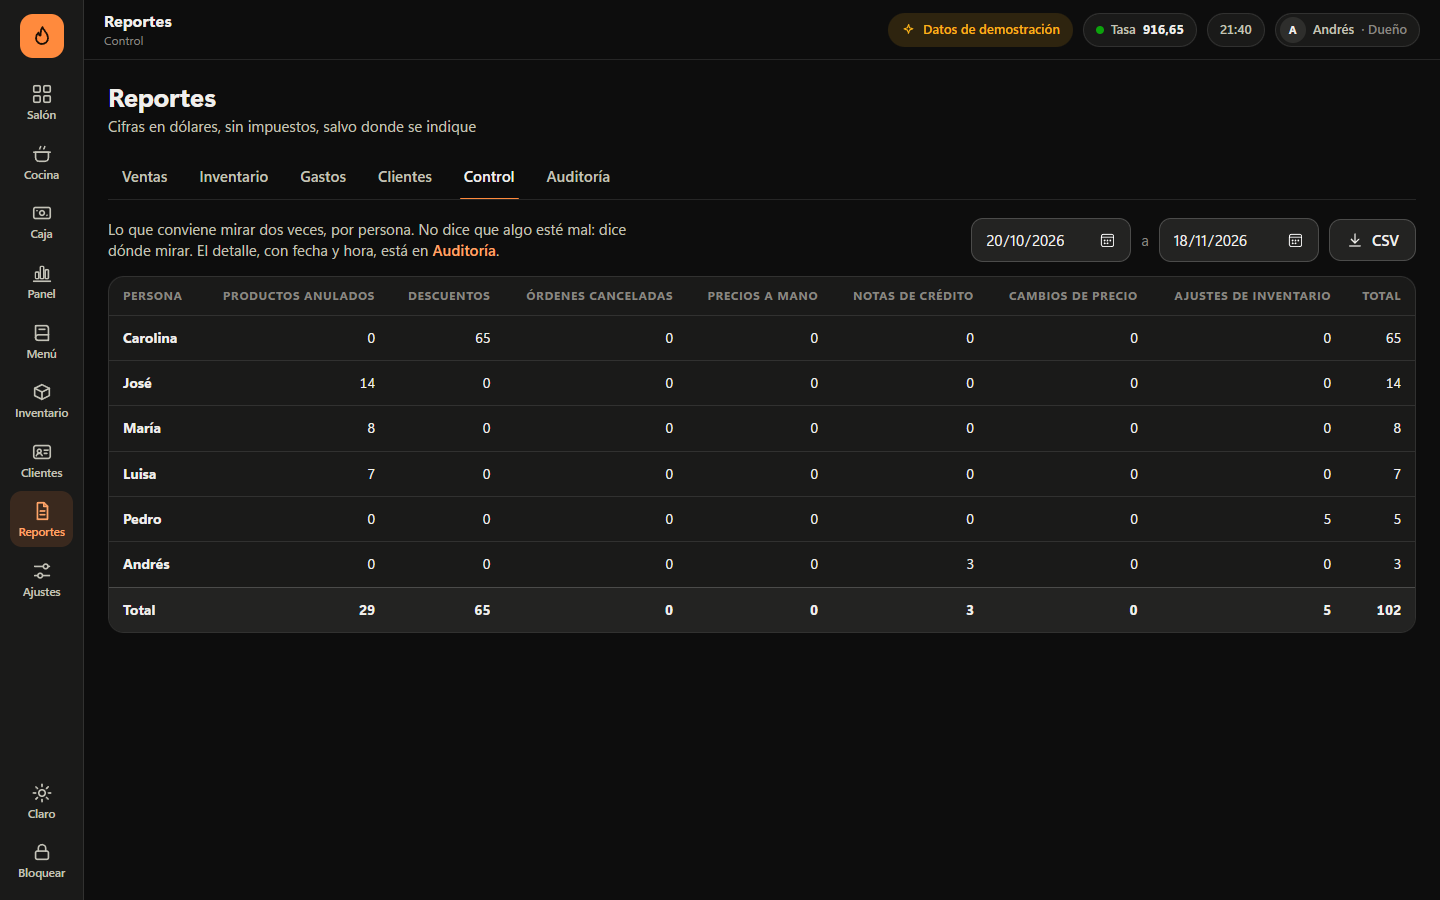 Reportes
Control
Datos de demostración
Tasa 916,65
21:40
A Andrés · Dueño
Salón
Cocina
Caja
Panel
Menú
Inventario
Clientes
Reportes
Ajustes
Claro
Bloquear
Reportes
Cifras en dólares, sin impuestos, salvo donde se indique
Ventas Inventario Gastos Clientes Control Auditoría
Lo que conviene mirar dos veces, por persona. No dice que algo esté mal: dice
dónde mirar. El detalle, con fecha y hora, está en Auditoría.
20/10/2026 a 18/11/2026 CSV
PERSONA PRODUCTOS ANULADOS DESCUENTOS ÓRDENES CANCELADAS PRECIOS A MANO NOTAS DE CRÉDITO CAMBIOS DE PRECIO AJUSTES DE INVENTARIO TOTAL
Carolina 0 65 0 0 0 0 0 65
José 14 0 0 0 0 0 0 14
María 8 0 0 0 0 0 0 8
Luisa 7 0 0 0 0 0 0 7
Pedro 0 0 0 0 0 0 5 5
Andrés 0 0 0 0 3 0 0 3
Total 29 65 0 0 3 0 5 102